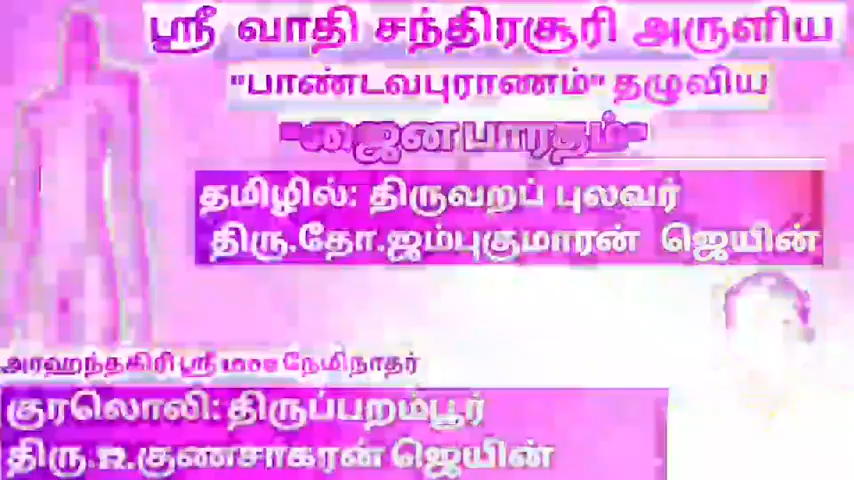 ஸ்ரீ வாதி சந்திரசூரி அருளிய
"பாண்டவபுராணம்" தழுவிய
"ஜைன பாரதம்"
தமிழில்: திருவறப் புலவர்
திரு.தோ.ஜம்புகுமாரன் ஜெயின்
அரஹந்தகிரி ஸ்ரீ நேமிநாதர்
குரலொலி: திருப்பறம்பூர்
திரு.ஐ.குணசாகரன் ஜெயின்